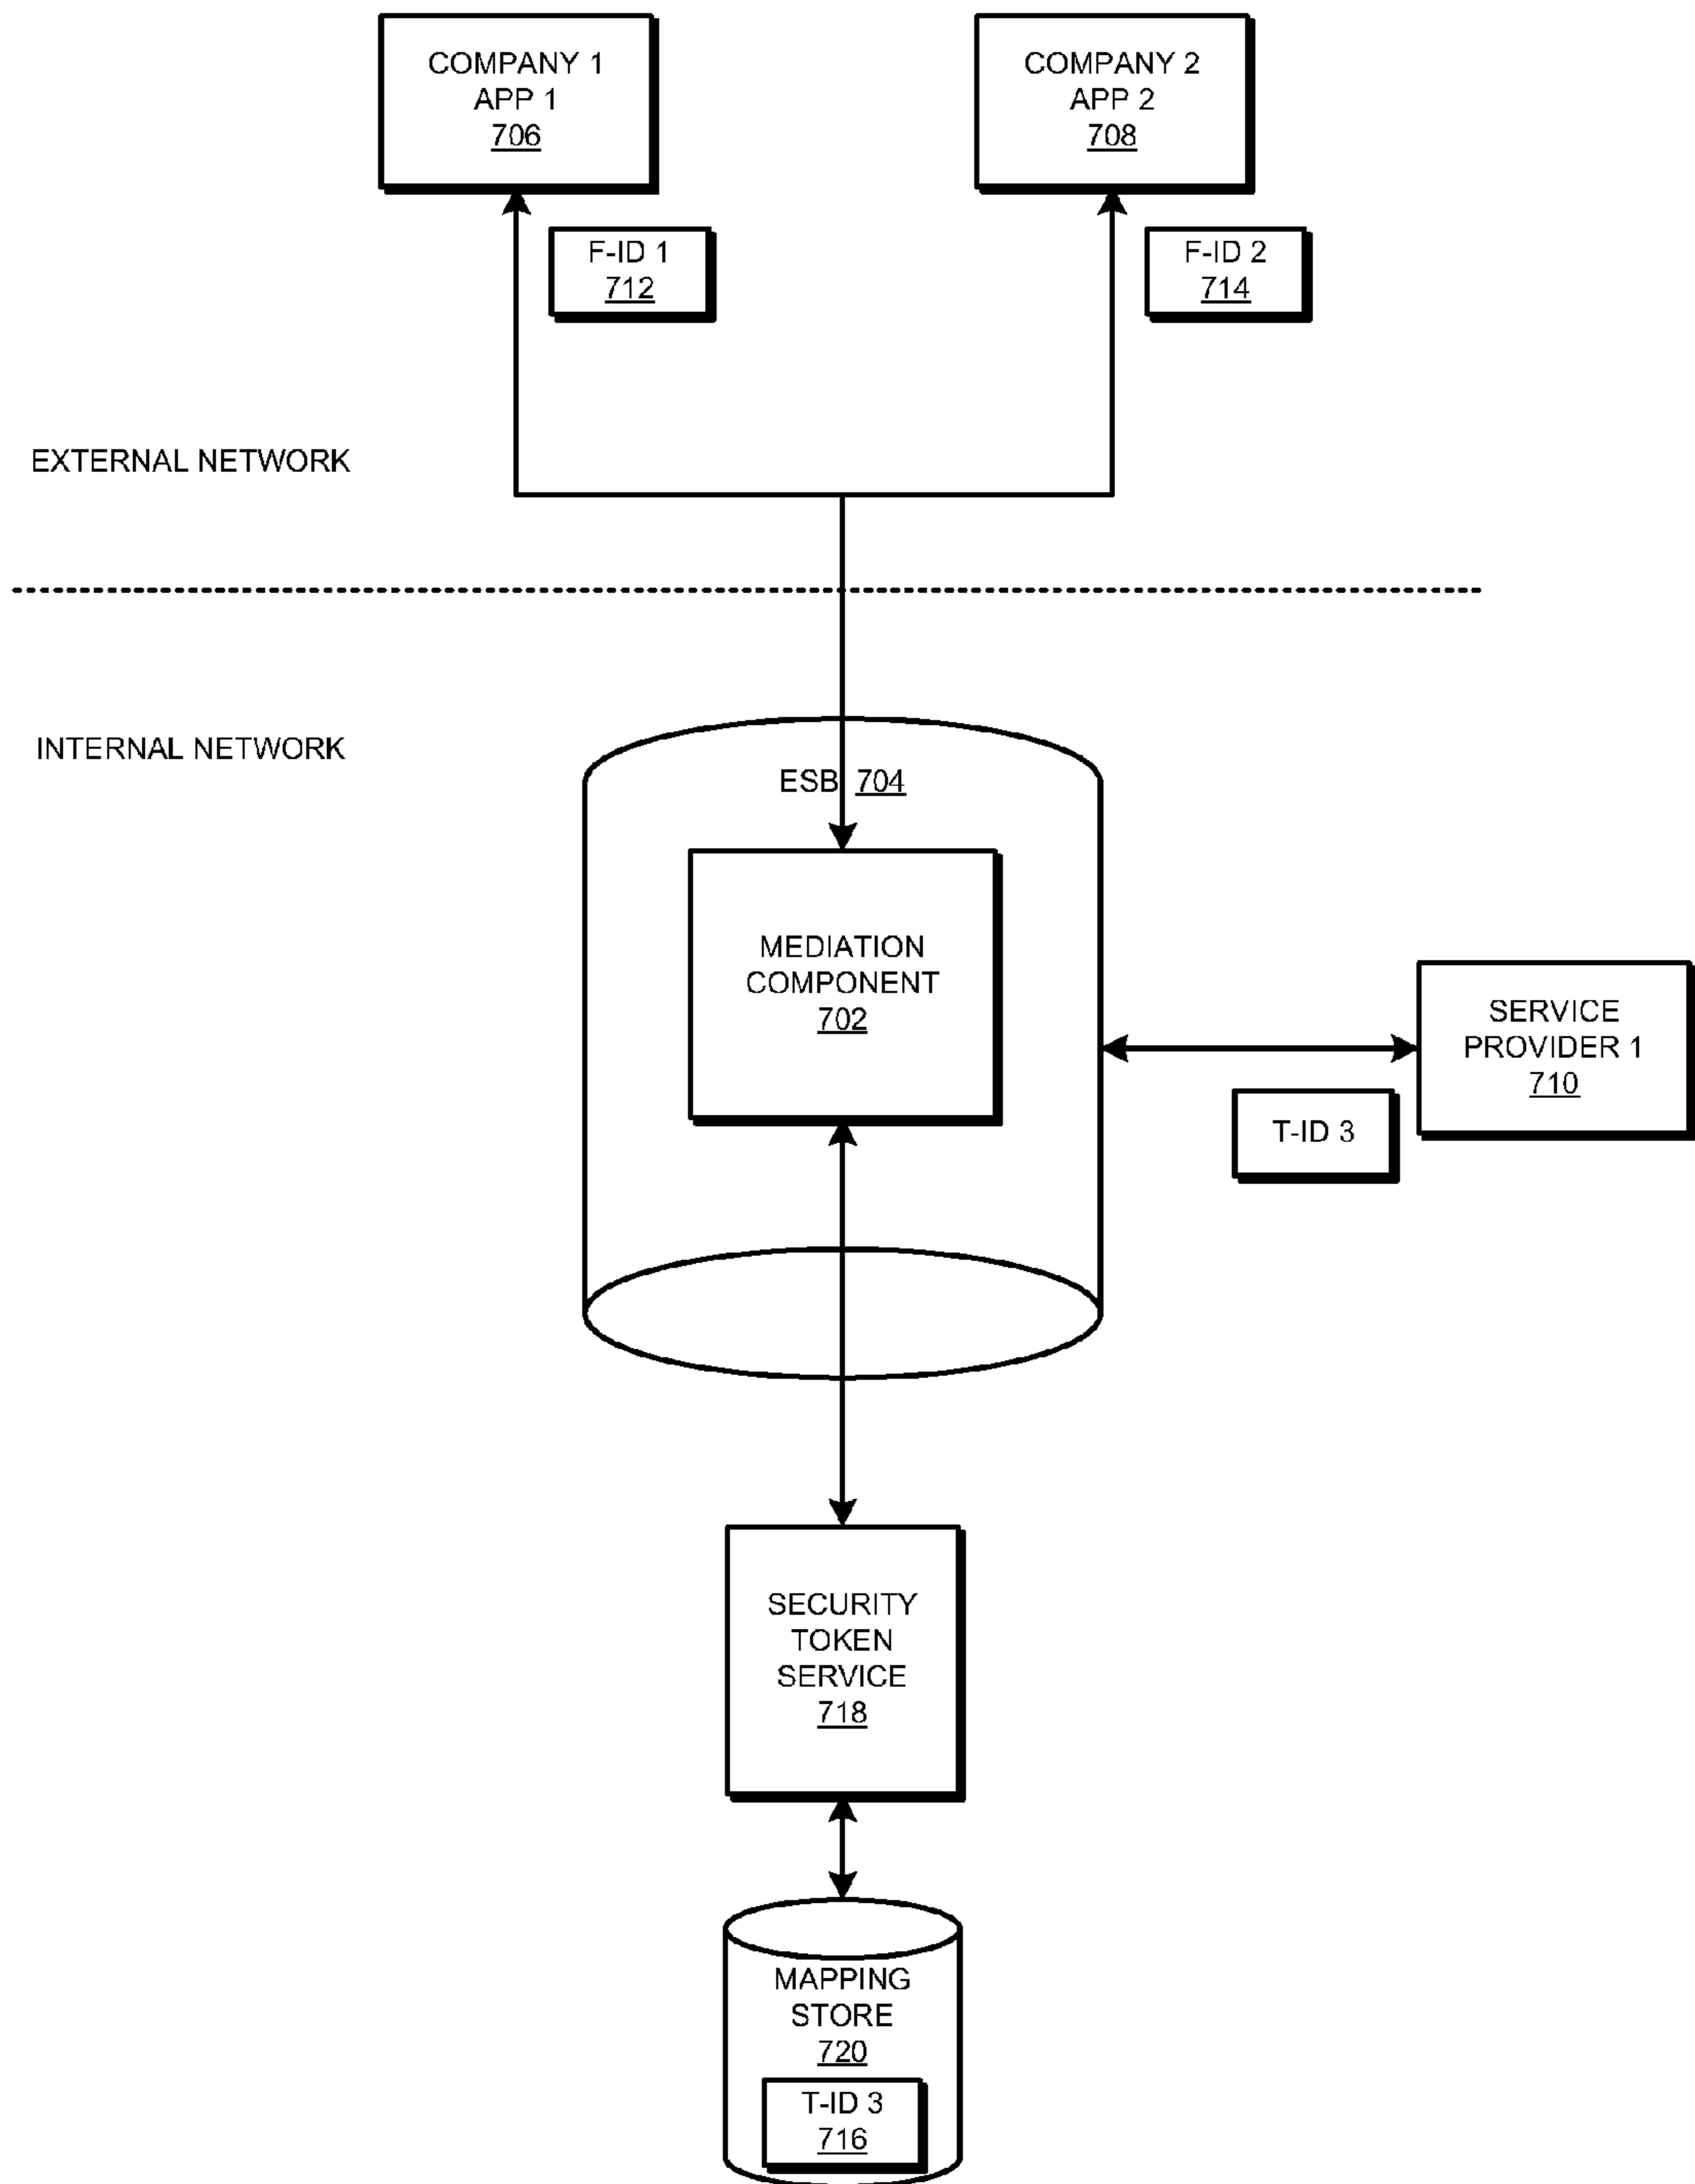 COMPANY 1
APP 1
706
COMPANY 2
APP 2
708
F-ID 1
712
F-ID 2
714
EXTERNAL NETWORK
INTERNAL NETWORK
ESB 704
MEDIATION
COMPONENT
702
SERVICE
PROVIDER 1
710
T-ID 3
SECURITY
TOKEN
SERVICE
718
MAPPING
STORE
720
T-ID 3
716